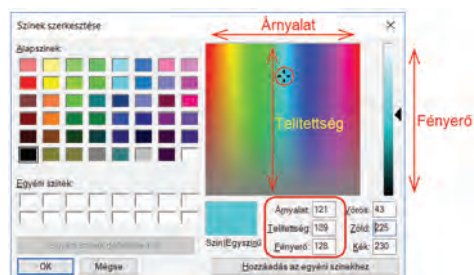 Színek szerkesztése
Árnyalat
Alapszínek:
Telítettség
Fényerő
Egyéni színek:
Árnyalat: 121
Vörös: 43
Telítettség: 109
Zöld: 225
Szín|Egyszínű
Fényerő: 128
Kék: 230
OK
Mégse
Hozzáadás az egyéni színekhez